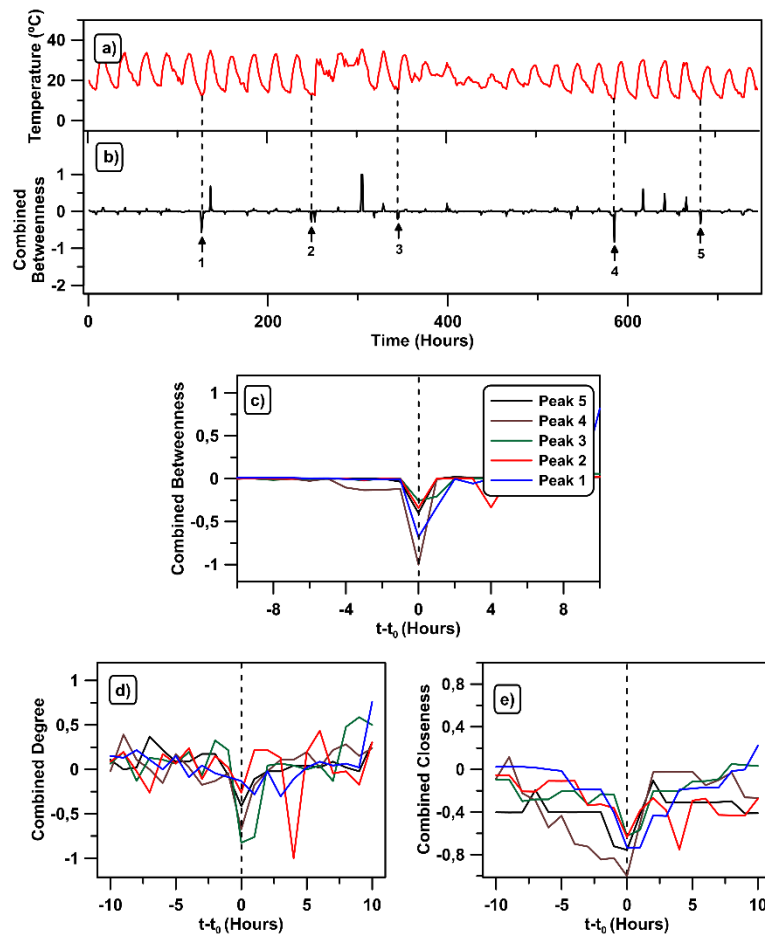 a)
Temperature (ºC)
40
20
0
b)
Combined
Betweenness
1
0
-1
-2
1
2
3
4
5
0
200
400
600
Time (Hours)
c)
Combined Betweenness
1
0,5
0
-0,5
-1
Peak 5
Peak 4
Peak 3
Peak 2
Peak 1
-8
-4
0
4
8
t-t0 (Hours)
d)
Combined Degree
1
0,5
0
-0,5
-1
-10
-5
0
5
10
t-t0 (Hours)
e)
Combined Closeness
0,8
0,4
0
-0,4
-0,8
-10
-5
0
5
10
t-t0 (Hours)